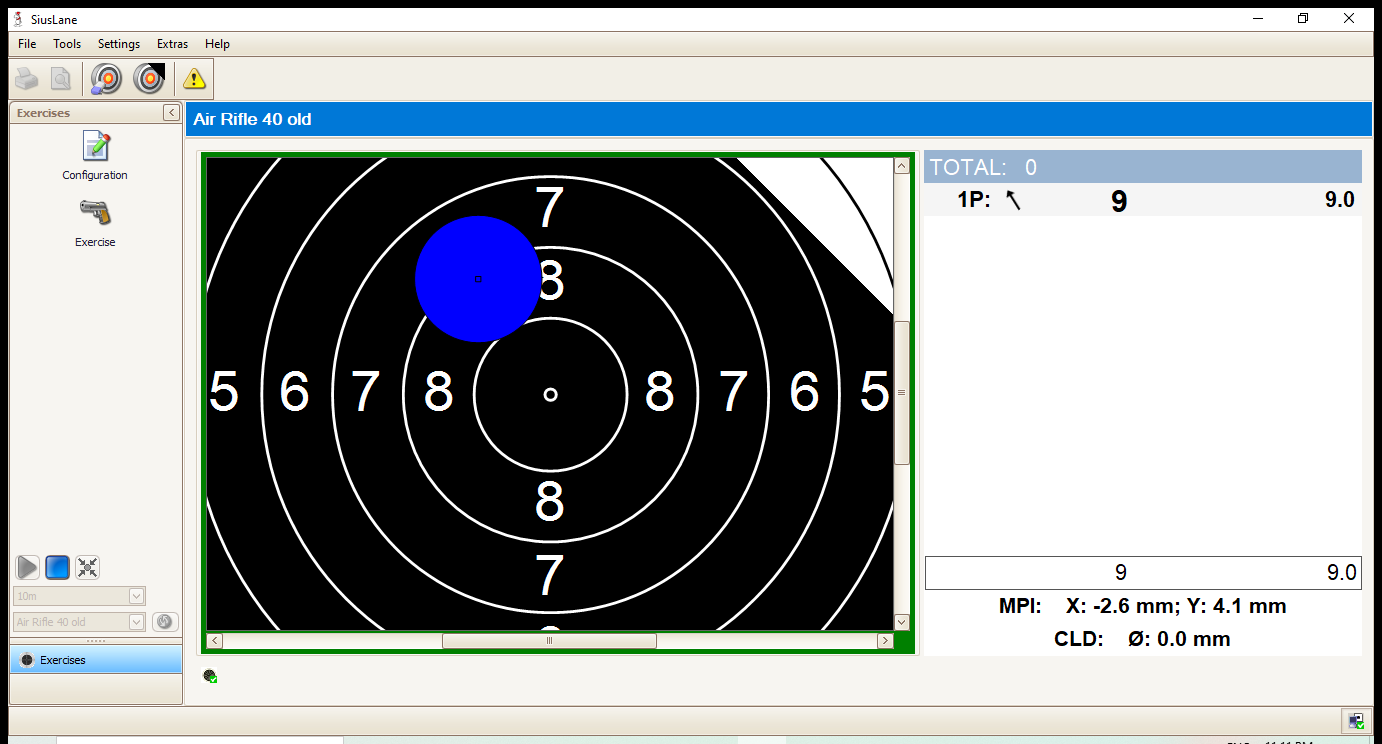 SiusLane
File Tools Settings Extras Help
Exercises
Configuration
Exercise
10m
Air Rifle 40 old
Exercises
Air Rifle 40 old
7
8
5 6 7 8 8 7 6 5
8
7
TOTAL: 0
1P: 9 9.0
9 9.0
MPI: X: -2.6 mm; Y: 4.1 mm
CLD: Ø: 0.0 mm